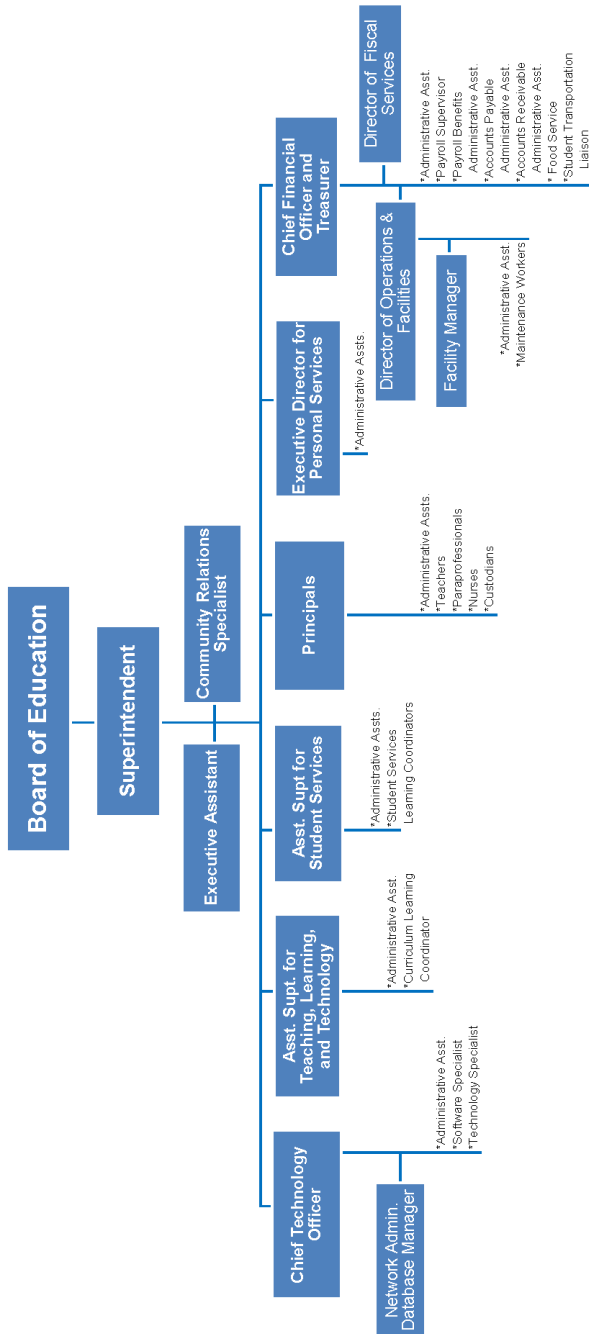 Board of Education
Superintendent
Executive Assistant
Community Relations
Specialist
Chief Technology
Officer
Asst. Supt. for
Teaching, Learning,
and Technology
Asst. Supt for
Student Services
Principals
Executive Director for
Personal Services
Chief Financial
Officer and
Treasurer
Network Admin.
Database Manager
*Administrative Asst.
*Software Specialist
*Technology Specialist
*Administrative Asst.
*Curriculum Learning
Coordinator
*Administrative Assts.
*Student Services
Learning Coordinators
*Administrative Assts.
*Teachers
*Paraprofessionals
*Nurses
*Custodians
*Administrative Assts.
Director of Operations &
Facilities
Facility Manager
*Administrative Asst.
*Maintenance Workers
Director of Fiscal
Services
*Administrative Asst.
*Payroll Supervisor
*Payroll Benefits
Administrative Asst.
*Accounts Payable
Administrative Asst.
*Accounts Receivable
Administrative Asst.
* Food Service
*Student Transportation
Liaison